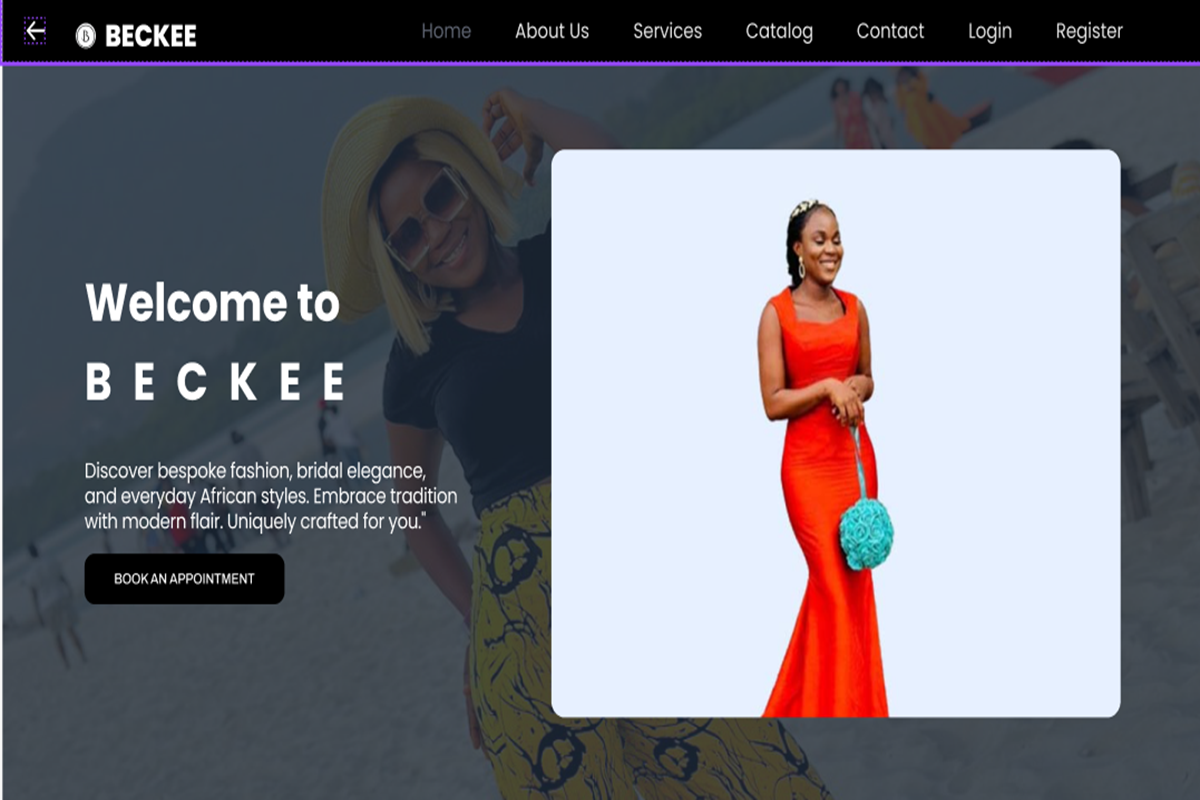 BECKEE
Home
About Us
Services
Catalog
Contact
Login
Register
Welcome to
BECKEE
Discover bespoke fashion, bridal elegance,
and everyday African styles. Embrace tradition
with modern flair. Uniquely crafted for you."
BOOK AN APPOINTMENT